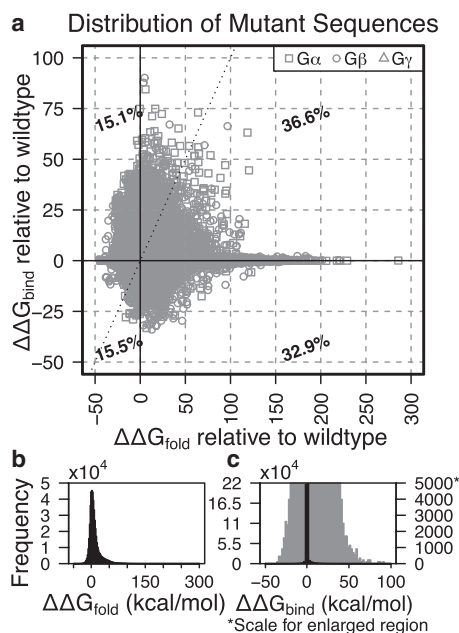 a Distribution of Mutant Sequences
Gα Gβ Gγ
15.1% 36.6%
15.5% 32.9%
100
75
50
25
0
−25
−50
ΔΔGbind relative to wildtype
−50 0 50 100 150 200 250 300
ΔΔGfold relative to wildtype
b
x10⁴
5
4
3
2
1
0
Frequency
0 150 300
ΔΔGfold (kcal/mol)
c
x10⁴
22
16.5
11
5.5
0
5000*
4000
3000
2000
1000
0
−50 0 50 100
ΔΔGbind (kcal/mol)
*Scale for enlarged region